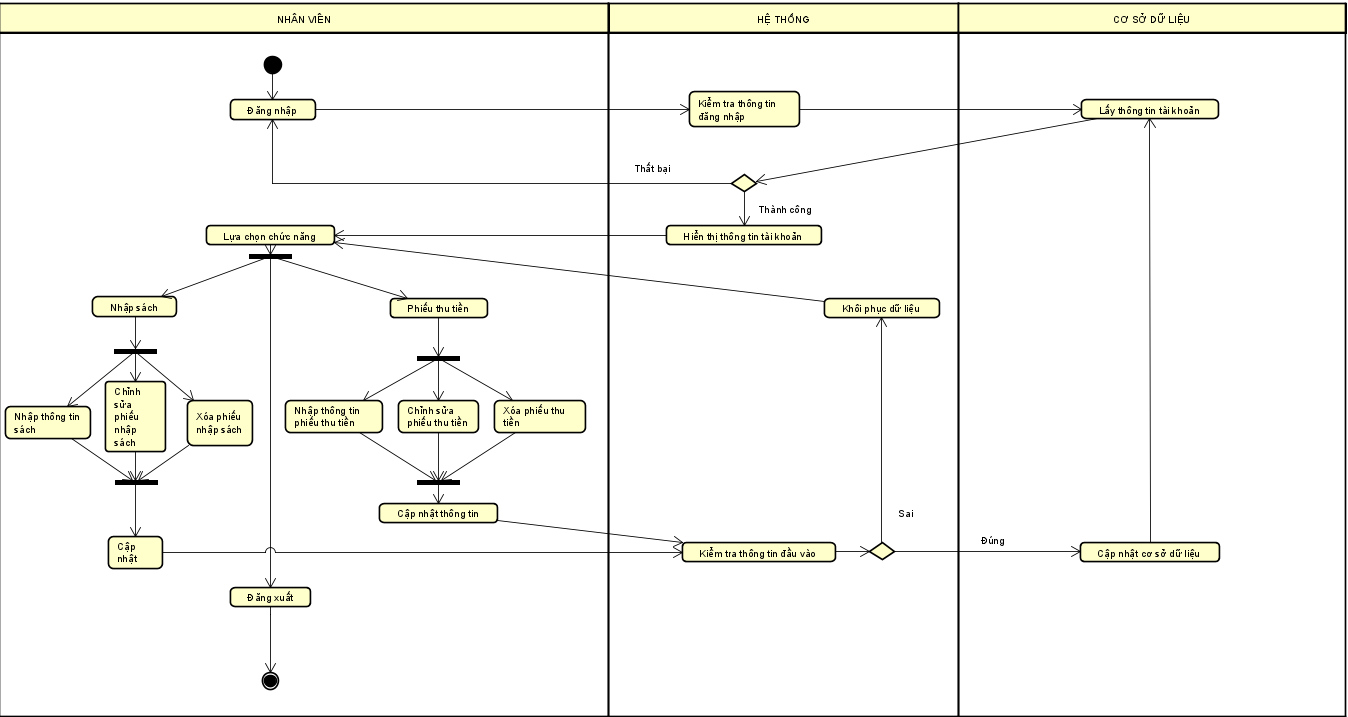 NHÂN VIÊN
HỆ THỐNG
CƠ SỞ DỮ LIỆU
Đăng nhập
Kiểm tra thông tin
đăng nhập
Lấy thông tin tài khoản
Thất bại
Thành công
Lựa chọn chức năng
Hiển thị thông tin tài khoản
Nhập sách
Phiếu thu tiền
Khôi phục dữ liệu
Nhập thông tin
sách
Chỉnh
sửa
phiếu
nhập
sách
Xóa phiếu
nhập sách
Nhập thông tin
phiếu thu tiền
Chỉnh sửa
phiếu thu tiền
Xóa phiếu thu
tiền
Cập nhật thông tin
Sai
Cập
nhật
Kiểm tra thông tin đầu vào
Đúng
Cập nhật cơ sở dữ liệu
Đăng xuất